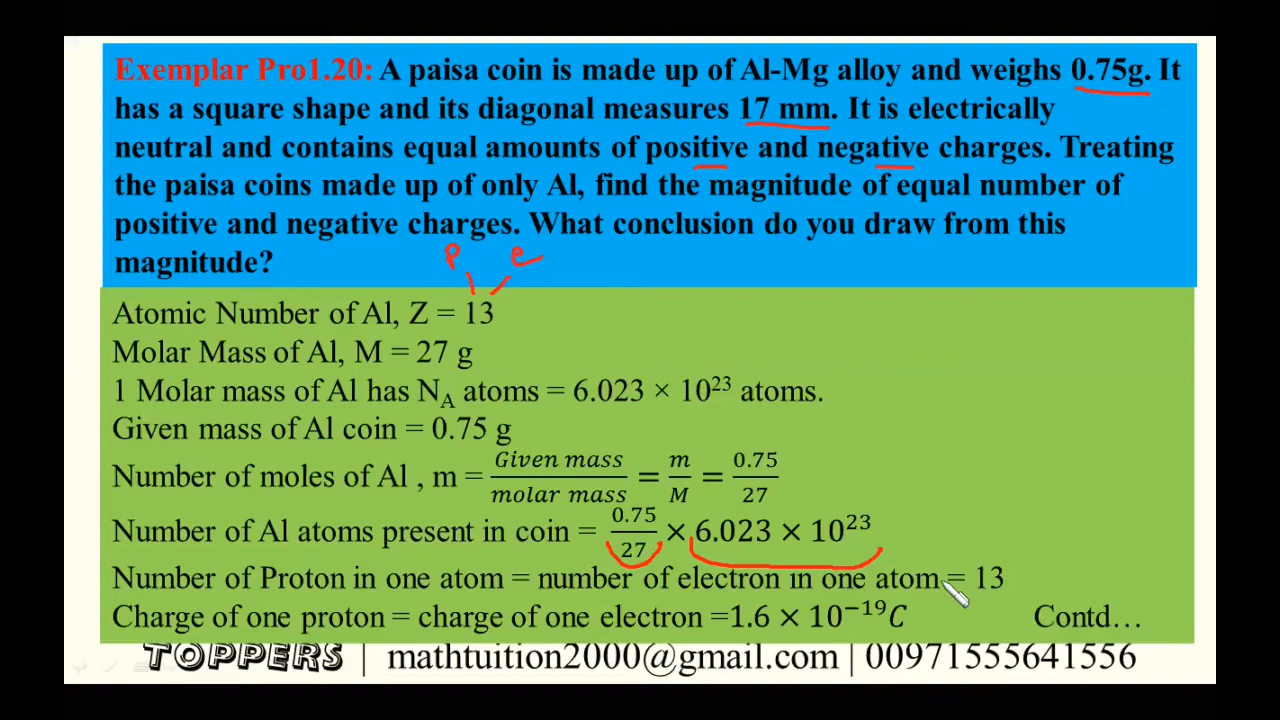 Exemplar Pro1.20: A paisa coin is made up of Al-Mg alloy and weighs 0.75g. It
has a square shape and its diagonal measures 17 mm. It is electrically
neutral and contains equal amounts of positive and negative charges. Treating
the paisa coins made up of only Al, find the magnitude of equal number of
positive and negative charges. What conclusion do you draw from this
magnitude?
P e
Atomic Number of Al, Z = 13
Molar Mass of Al, M = 27 g
1 Molar mass of Al has N_A atoms = 6.023 × 10²³ atoms.
Given mass of Al coin = 0.75 g
Number of moles of Al , m = Given mass / molar mass = m / M = 0.75 / 27
Number of Al atoms present in coin = 0.75 / 27 × 6.023 × 10²³
Number of Proton in one atom = number of electron in one atom = 13
Charge of one proton = charge of one electron =1.6 × 10⁻¹⁹C Contd...
TOPPERS | mathtuition2000@gmail.com | 00971555641556